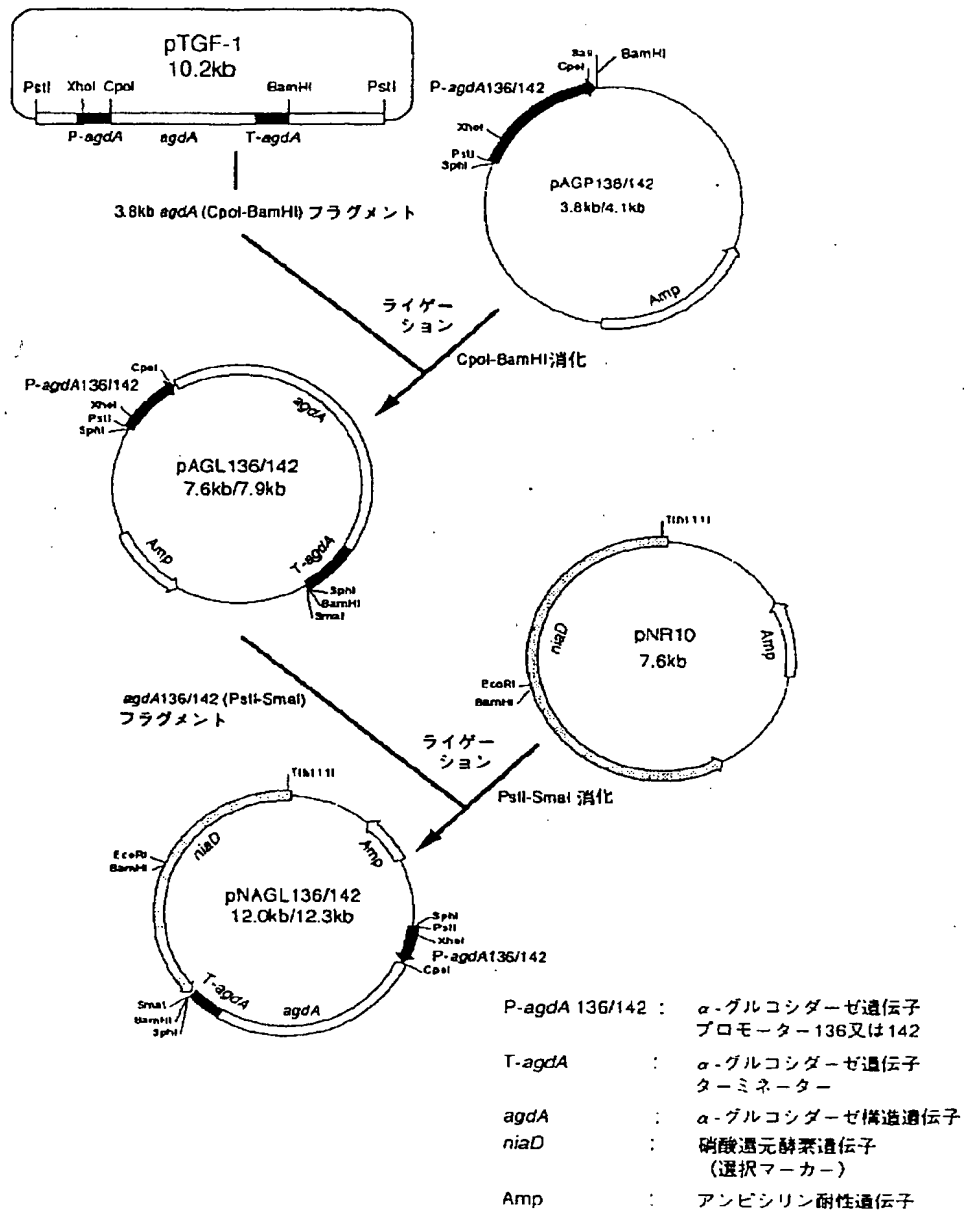 pTGF-1
10.2kb
PstI XhoI CpoI BamHI PstI
P-agdA agdA T-agdA
BamHI
CpoI
P-agdA136/142
XhoI
PstI
SphI
pAGP136/142
3.8kb/4.1kb
Amp
3.8kb agdA (CpoI-BamHI) フラグメント
ライゲー
ション
CpoI-BamHI 消化
CpoI
P-agdA136/142
XhoI
PstI
SphI
agdA
pAGL136/142
7.6kb/7.9kb
Amp
T-agdA
SphI
BamHI
SmaI
Tth111I
niaD
pNR10
7.6kb
Amp
EcoRI
BamHI
agdA136/142 (PstI-SmaI)
フラグメント
ライゲー
ション
PstI-SmaI 消化
Tth111I
niaD
Amp
EcoRI
BamHI
pNAGL136/142
12.0kb/12.3kb
SphI
PstI
XhoI
P-agdA136/142
CpoI
T-agdA
agdA
SmaI
BamHI
SphI
P-agdA 136/142 : α-グルコシダーゼ遺伝子
プロモーター136又は142
T-agdA : α-グルコシダーゼ遺伝子
ターミネーター
agdA : α-グルコシダーゼ構造遺伝子
niaD : 硝酸還元酵素遺伝子
(選択マーカー)
Amp : アンピシリン耐性遺伝子